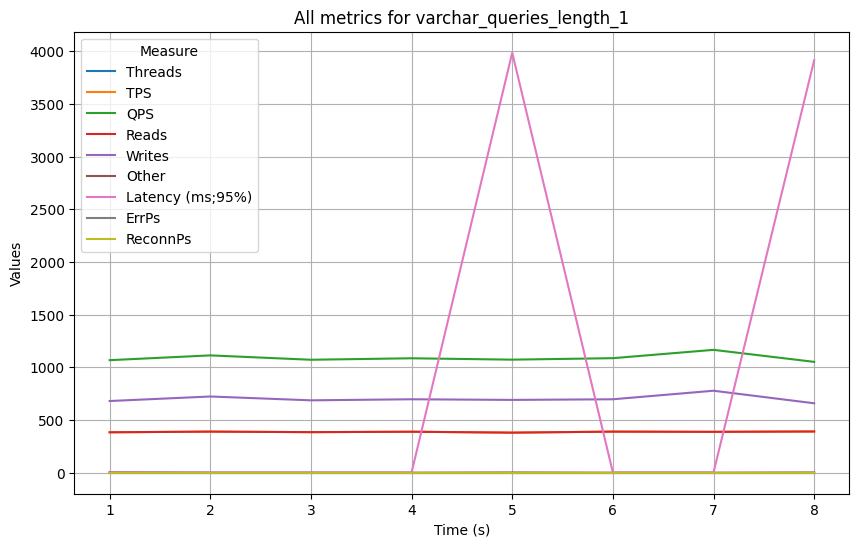 All metrics for varchar_queries_length_1
Measure
Threads
TPS
QPS
Reads
Writes
Other
Latency (ms;95%)
ErrPs
ReconnPs
Values
4000
3500
3000
2500
2000
1500
1000
500
0
1 2 3 4 5 6 7 8
Time (s)